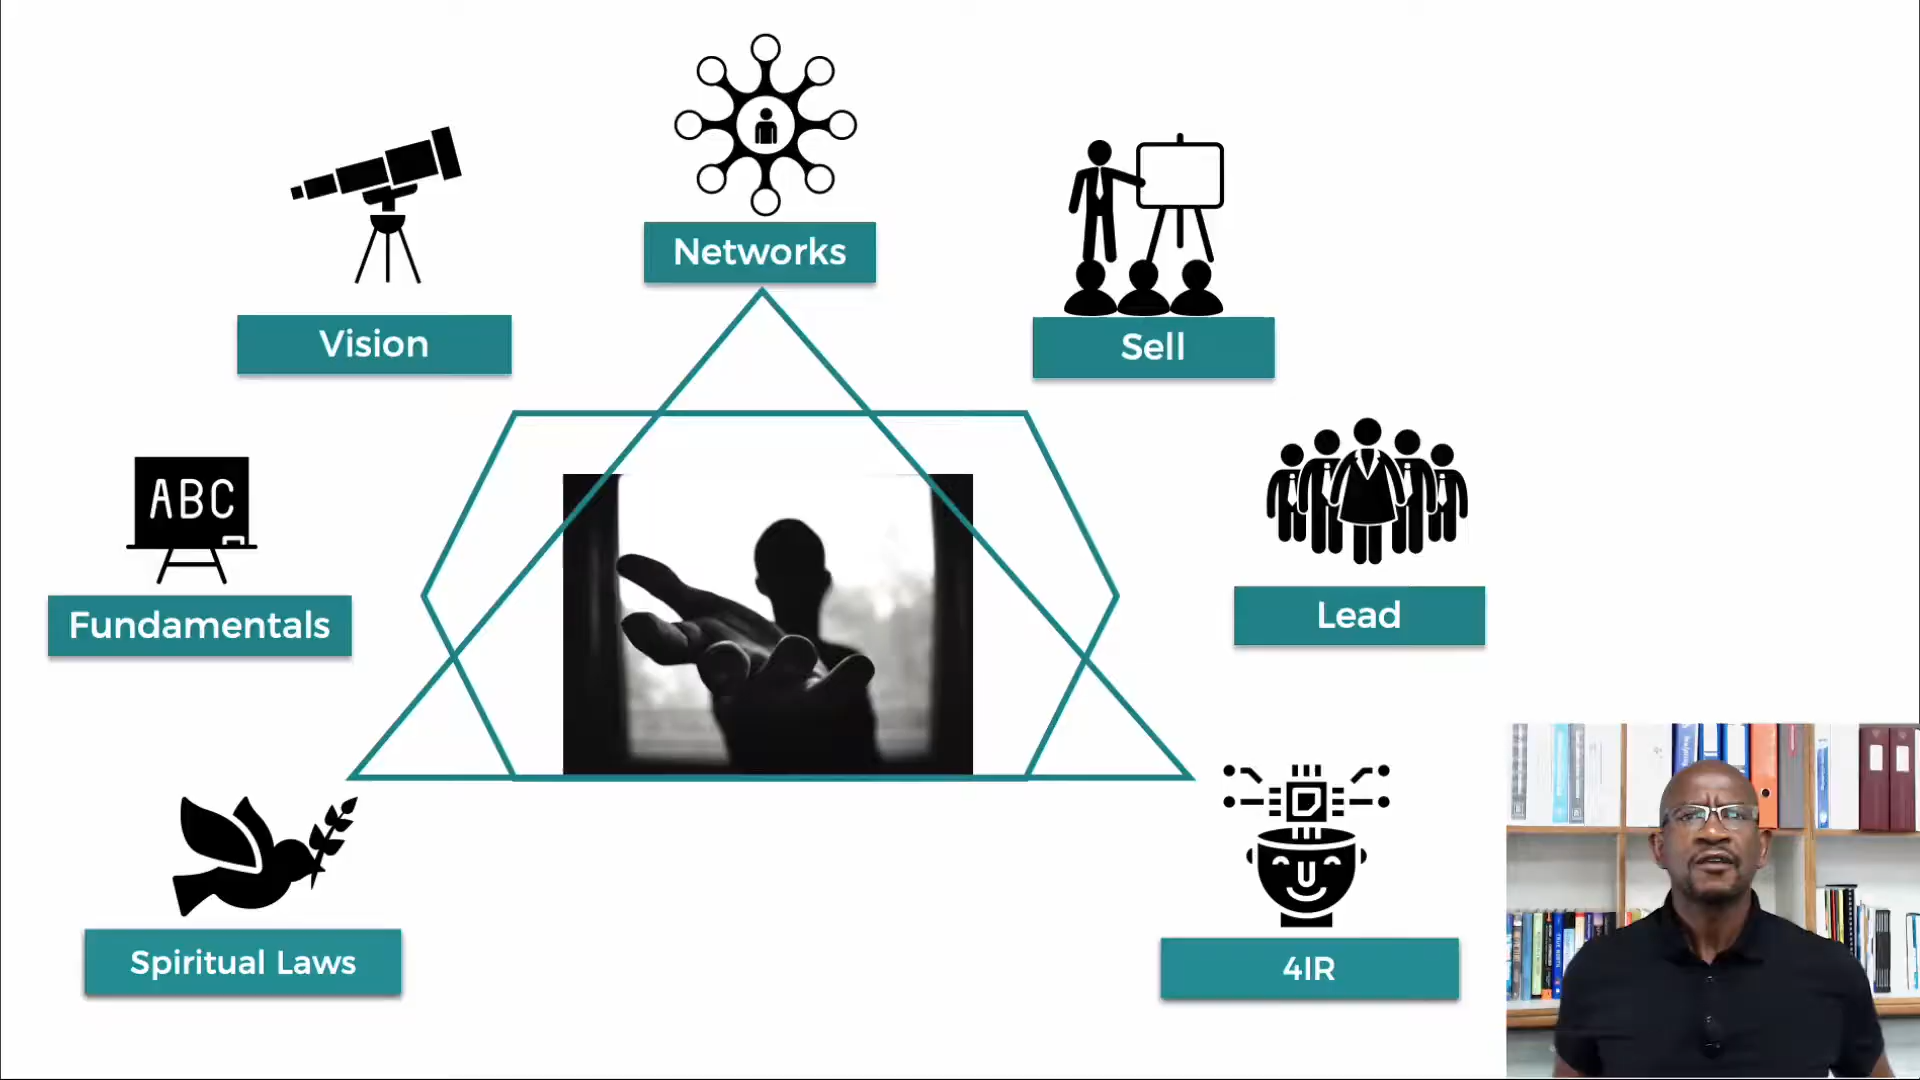 Networks
Vision
Sell
ABC
Fundamentals
Lead
Spiritual Laws
4IR